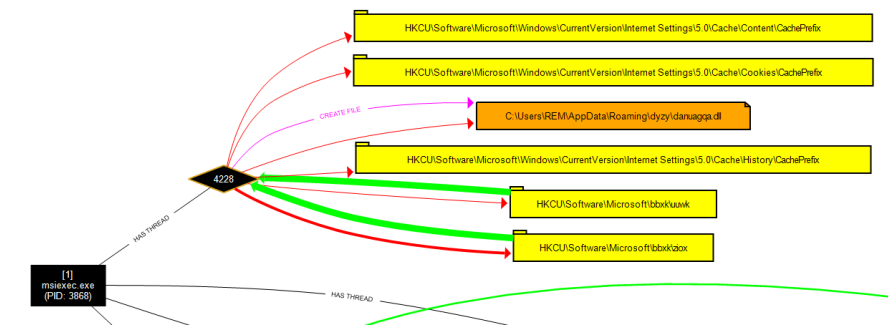 HKCU\Software\Microsoft\Windows\CurrentVersion\Internet Settings\5.0\Cache\Content\CachePrefix
HKCU\Software\Microsoft\Windows\CurrentVersion\Internet Settings\5.0\Cache\Cookies\CachePrefix
CREATE FILE
C:\Users\REM\AppData\Roaming\dyzy\danuagqa.dll
HKCU\Software\Microsoft\Windows\CurrentVersion\Internet Settings\5.0\Cache\History\CachePrefix
4228
HKCU\Software\Microsoft\bbxk\uuwk
HAS THREAD
HKCU\Software\Microsoft\bbxk\ziox
[1]
msiexec.exe
(PID: 3868)
HAS THREAD